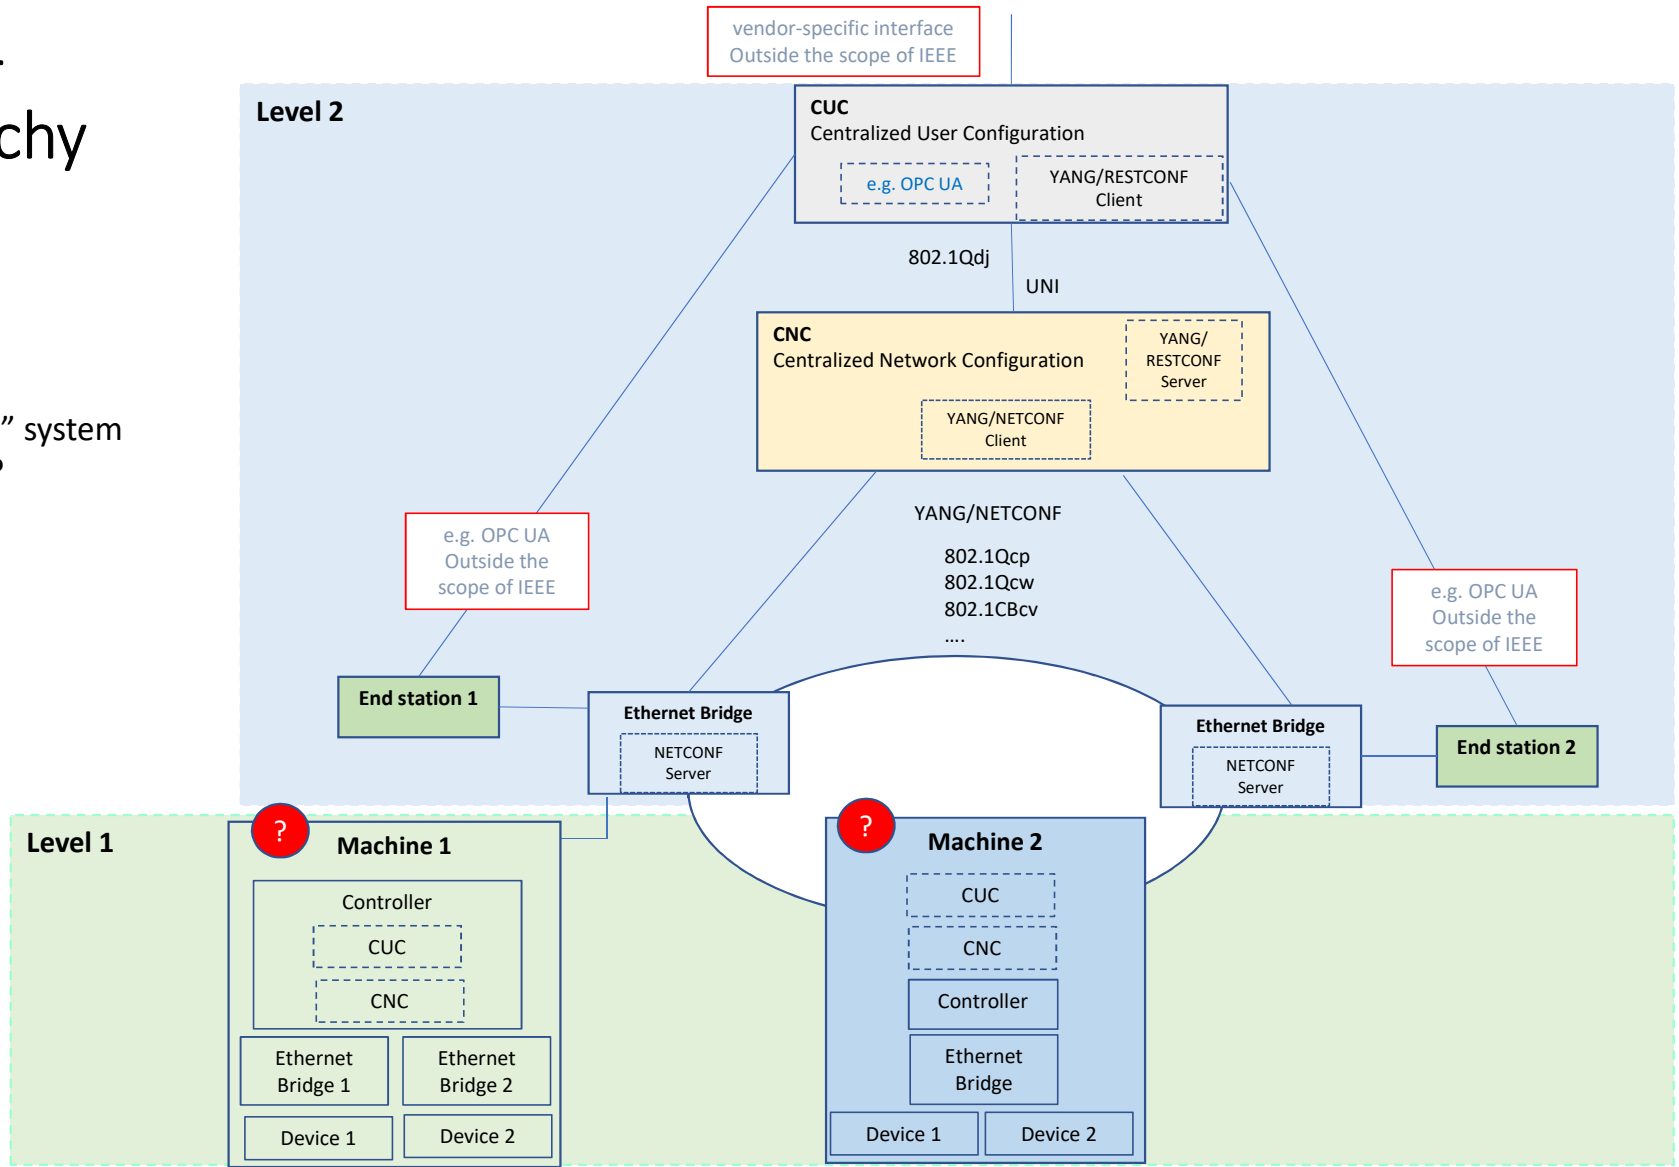 vendor-specific interface
Outside the scope of IEEE
chy
” system
Level 2
CUC
Centralized User Configuration
e.g. OPC UA
YANG/RESTCONF
Client
802.1Qdj
UNI
CNC
Centralized Network Configuration
YANG/
RESTCONF
Server
YANG/NETCONF
Client
e.g. OPC UA
Outside the
scope of IEEE
YANG/NETCONF
802.1Qcp
802.1Qcw
802.1CBcv
....
e.g. OPC UA
Outside the
scope of IEEE
End station 1
Ethernet Bridge
NETCONF
Server
Ethernet Bridge
NETCONF
Server
End station 2
Level 1
?
Machine 1
Controller
CUC
CNC
Ethernet
Bridge 1
Ethernet
Bridge 2
Device 1
Device 2
?
Machine 2
CUC
CNC
Controller
Ethernet
Bridge
Device 1
Device 2